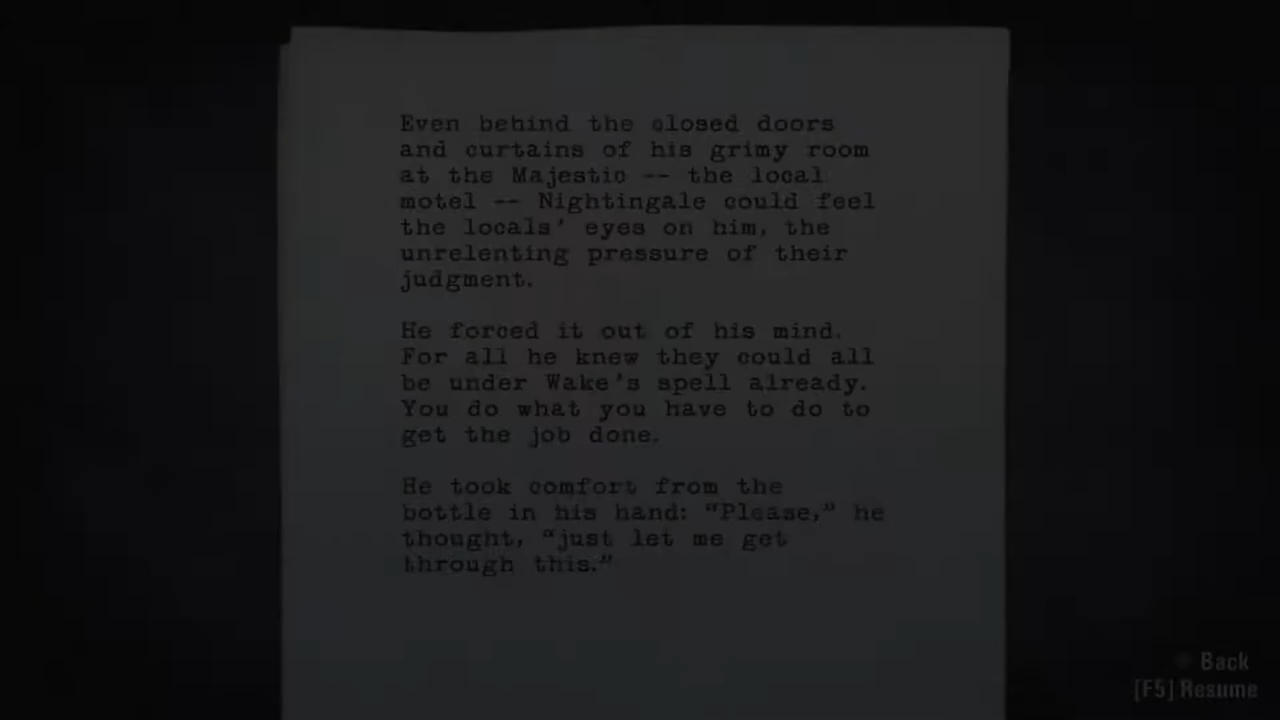 Even behind the closed doors
and curtains of his grimy room
at the Majestic -- the local
motel -- Nightingale could feel
the locals' eyes on him, the
unrelenting pressure of their
judgment.
He forced it out of his mind.
For all he knew they could all
be under Wake's spell already.
You do what you have to do to
get the job done.
He took comfort from the
bottle in his hand: “Please,” he
thought, “just let me get
through this.”
Back
[F5] Resume